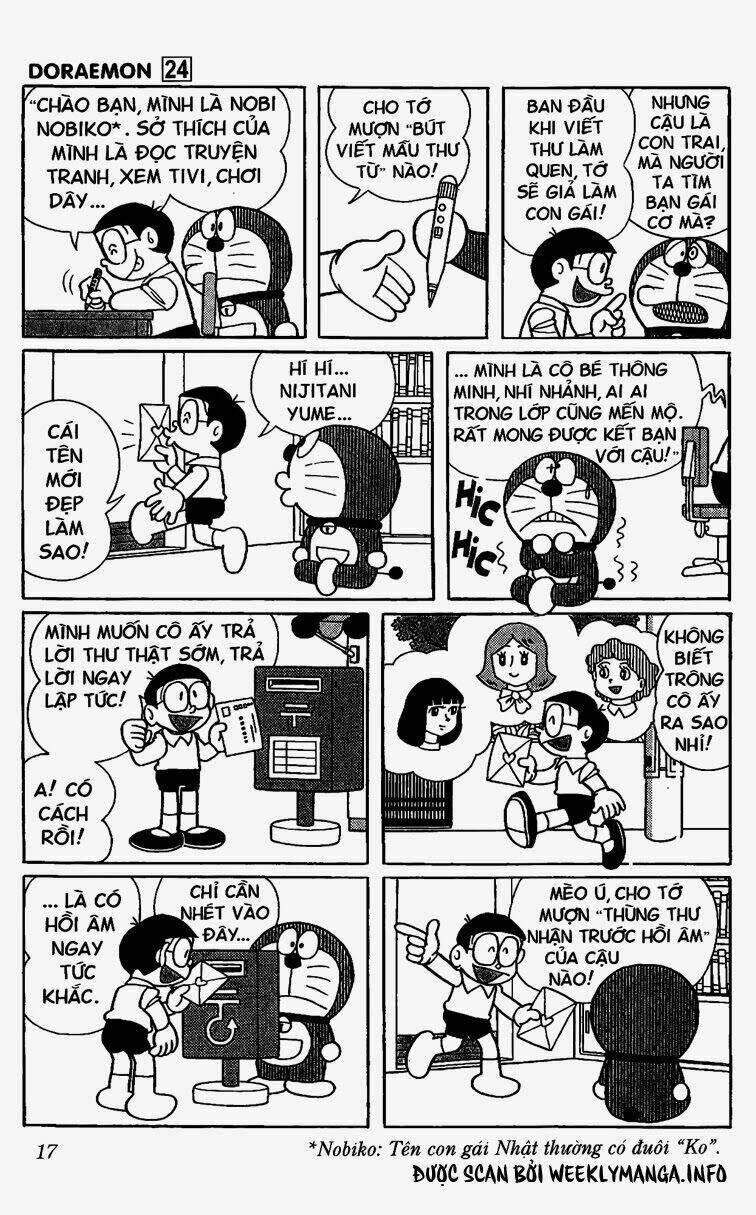 DORAEMON 24
NHƯNG
CẬU LÀ
CON TRAI,
MÀ NGƯỜI
TA TÌM
BẠN GÁI
CƠ MÀ?
BAN ĐẦU
KHI VIẾT
THƯ LÀM
QUEN, TỚ
SẼ GIẢ LÀM
CON GÁI!
CHO TỚ
MƯỢN "BÚT
VIẾT MẪU THƯ
TỪ" NÀO!
"CHÀO BẠN, MÌNH LÀ NOBI
NOBIKO*. SỞ THÍCH CỦA
MÌNH LÀ ĐỌC TRUYỆN
TRANH, XEM TIVI, CHƠI
DÂY...
... MÌNH LÀ CÔ BÉ THÔNG
MINH, NHÍ NHẢNH, AI AI
TRONG LỚP CŨNG MẾN MỘ.
RẤT MONG ĐƯỢC KẾT BẠN
VỚI CẬU!"
HIC
HIC
HÍ HÍ...
NIJITANI
YUME...
CÁI
TÊN
MỚI
ĐẸP
LÀM
SAO!
KHÔNG
BIẾT
TRÔNG
CÔ ẤY
RA SAO
NHỈ!
MÌNH MUỐN CÔ ẤY TRẢ
LỜI THƯ THẬT SỚM, TRẢ
LỜI NGAY
LẬP TỨC!
A! CÓ
CÁCH
RỒI!
MÈO Ú, CHO TỚ
MƯỢN "THÙNG THƯ
NHẬN TRƯỚC HỒI ÂM"
CỦA CẬU
NÀO!
CHỈ CẦN
NHÉT VÀO
ĐÂY...
... LÀ CÓ
HỒI ÂM
NGAY
TỨC
KHẮC.
17
*Nobiko: Tên con gái Nhật thường có đuôi "Ko".
ĐƯỢC SCAN BỞI WEEKLYMANGA.INFO